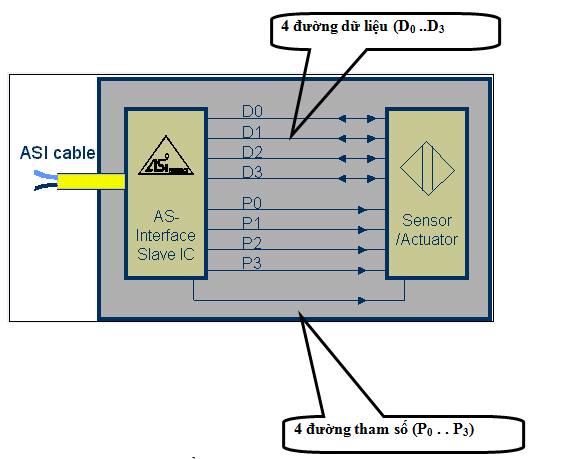 4 đường dữ liệu (D0 ..D3
D0
D1
D2
D3
ASI cable
ASi
AS-
Interface
Slave IC
P0
P1
P2
P3
Sensor
/Actuator
4 đường tham số (P0 . . P3)